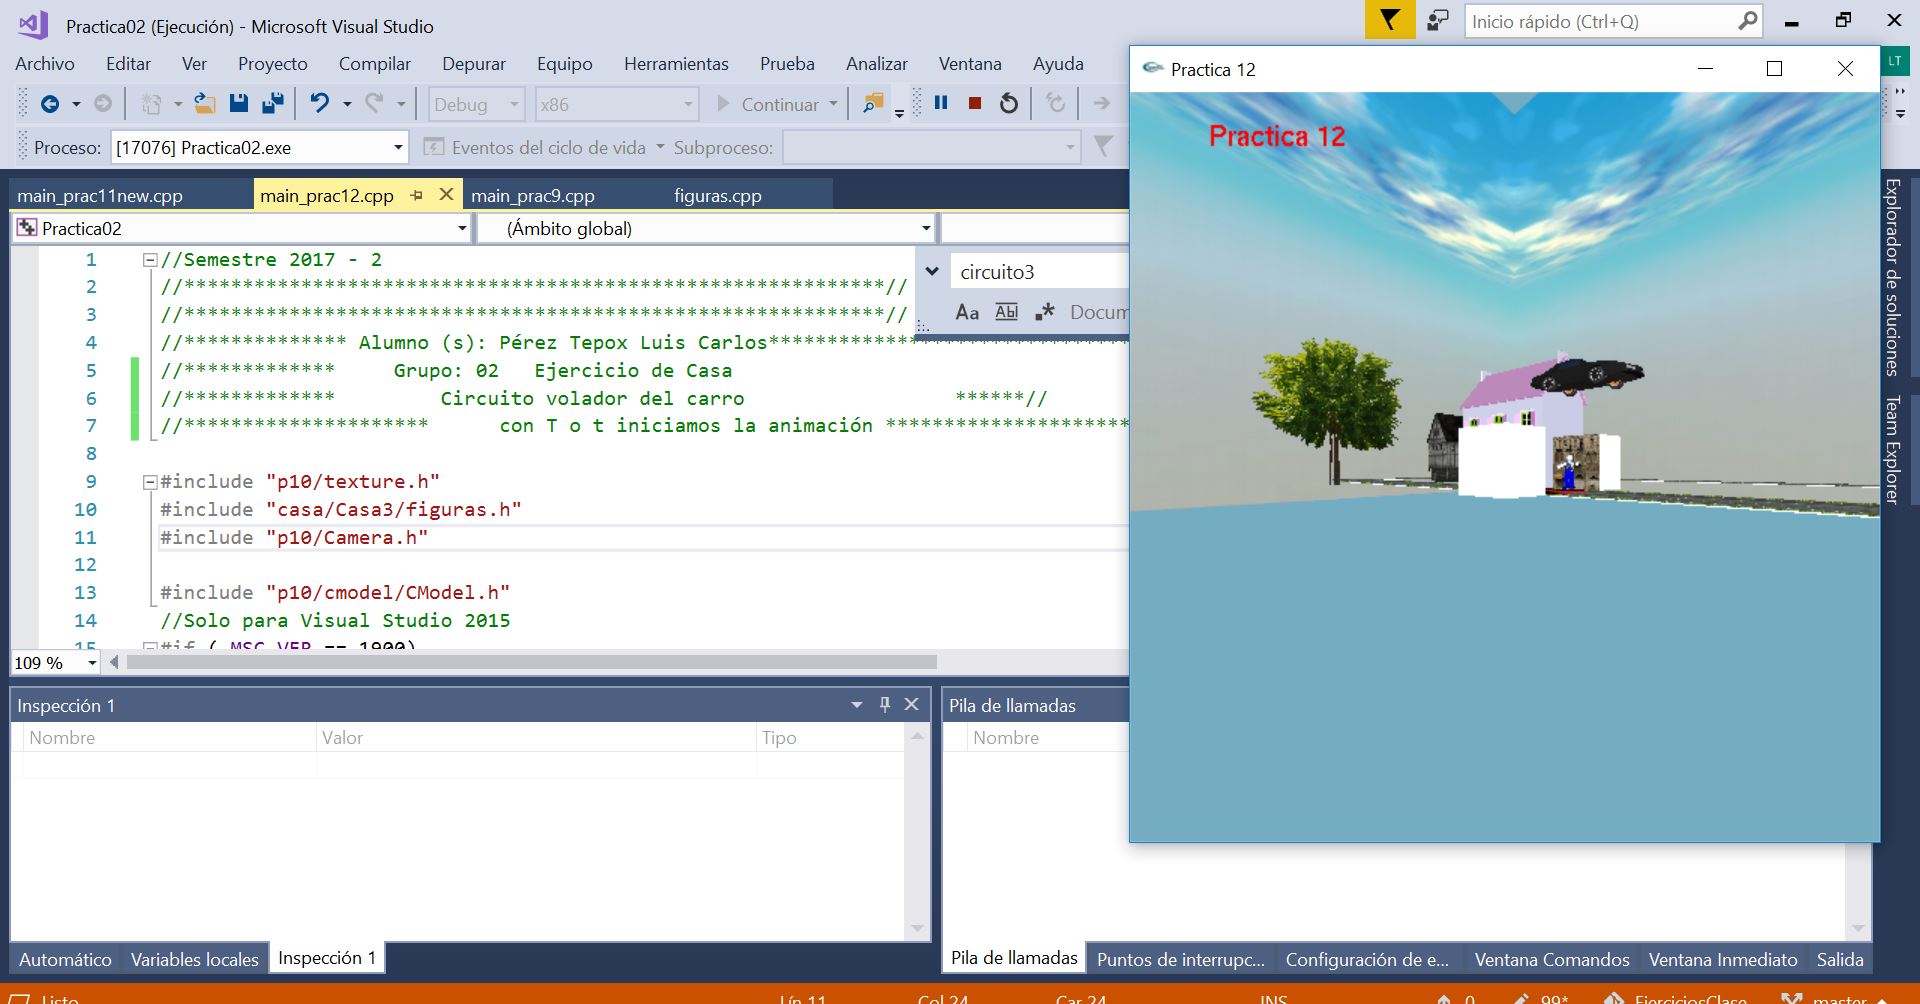 Practica02 (Ejecución) - Microsoft Visual Studio
Inicio rápido (Ctrl+Q)
Archivo Editar Ver Proyecto Compilar Depurar Equipo Herramientas Prueba Analizar Ventana Ayuda
LT
Debug x86 Continuar
Proceso: [17076] Practica02.exe Eventos del ciclo de vida Subproceso:
main_prac11new.cpp main_prac12.cpp main_prac9.cpp figuras.cpp
Practica02 (Ámbito global)
circuito3
Aa Abl .* Docum
1 //Semestre 2017 - 2
2 //************************************************************//
3 //************************************************************//
4 //************** Alumno (s): Pérez Tepox Luis Carlos*******************************
5 //************* Grupo: 02 Ejercicio de Casa
6 //************* Circuito volador del carro ******//
7 //********************* con T o t iniciamos la animación *********************
8
9 #include "p10/texture.h"
10 #include "casa/Casa3/figuras.h"
11 #include "p10/Camera.h"
12
13 #include "p10/cmodel/CModel.h"
14 //Solo para Visual Studio 2015
15 #if (_MSC_VER == 1900)
109 %
Practica 12
Practica 12
Explorador de soluciones
Team Explorer
Inspección 1
Nombre Valor Tipo
Automático Variables locales Inspección 1
Pila de llamadas
Nombre
Pila de llamadas Puntos de interrupc... Configuración de e... Ventana Comandos Ventana Inmediato Salida
Listo Lín 11 Col 24 Car 24 INS 0 99* EjerciciosClase master